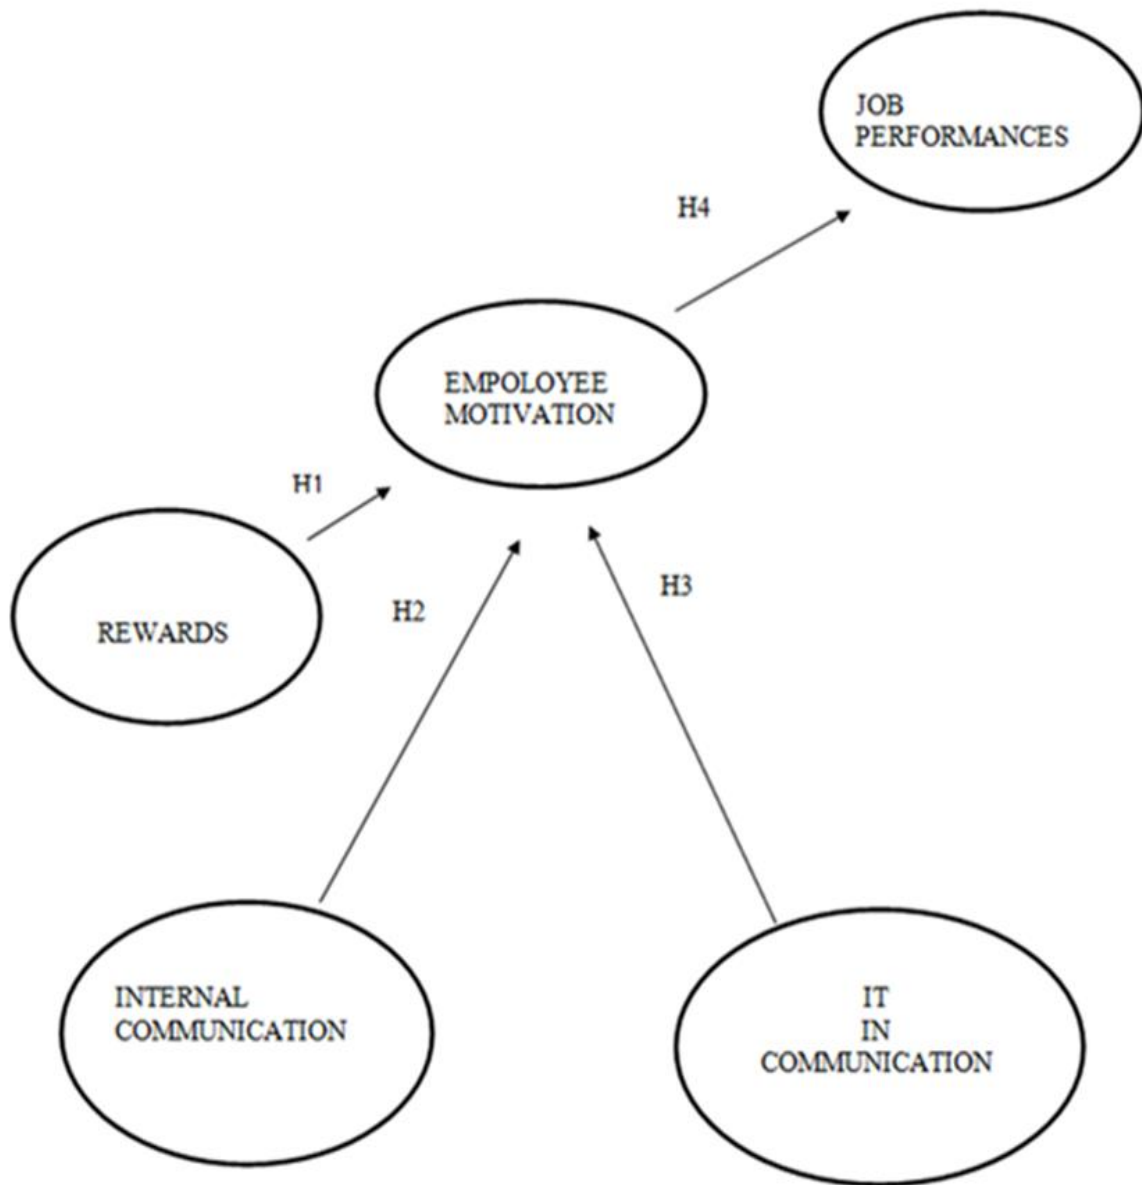 JOB
PERFORMANCES
H4
EMPOLOYEE
MOTIVATION
H1
REWARDS
H2
H3
INTERNAL
COMMUNICATION
IT
IN
COMMUNICATION